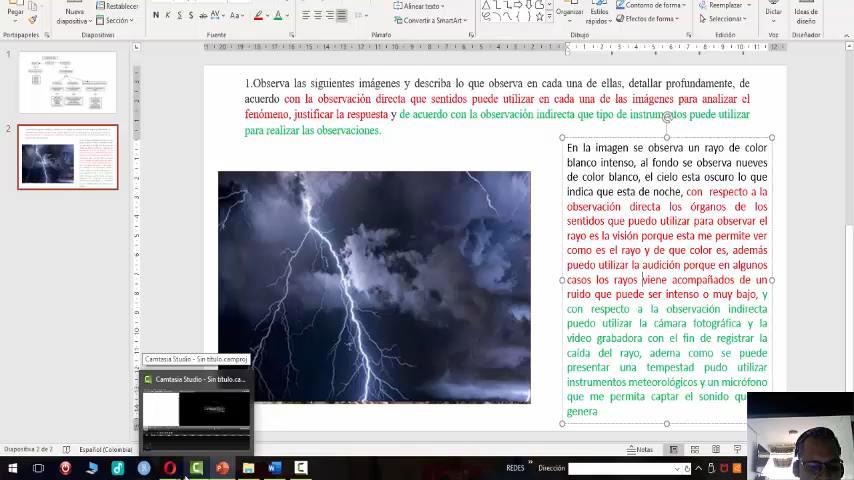 Pegar
Nueva
diapositiva
Sección
N
K
S
S
Alinear texto
Convertir a SmartArt
Organizar
Estilos
rápidos
Contorno de forma
Efectos de forma
Reemplazar
Seleccionar
Dictar
Ideas de
diseño
Portapapeles
Diapositivas
Fuente
Párrafo
Dibujo
Edición
Voz
Diseñador
1
2
1.Observa las siguientes imágenes y describa lo que observa en cada una de ellas, detallar profundamente, de
acuerdo con la observación directa que sentidos puede utilizar en cada una de las imágenes para analizar el
fenómeno, justificar la respuesta y de acuerdo con la observación indirecta que tipo de instrumentos puede utilizar
para realizar las observaciones.
En la imagen se observa un rayo de color
blanco intenso, al fondo se observa nueves
de color blanco, el cielo esta oscuro lo que
indica que esta de noche, con respecto a la
observación directa los órganos de los
sentidos que puedo utilizar para observar el
rayo es la visión porque esta me permite ver
como es el rayo y de que color es, además
puedo utilizar la audición porque en algunos
casos los rayos viene acompañados de un
ruido que puede ser intenso o muy bajo, y
con respecto a la observación indirecta
puedo utilizar la cámara fotográfica y la
video grabadora con el fin de registrar la
caída del rayo, adema como se puede
presentar una tempestad pudo utilizar
instrumentos meteorológicos y un micrófono
que me permita captar el sonido que
genera
Camtasia Studio - Sin título.camproj
Camtasia Studio - Sin título.ca...
Diapositiva 2 de 2
Español (Colombia)
Notas
REDES
Dirección